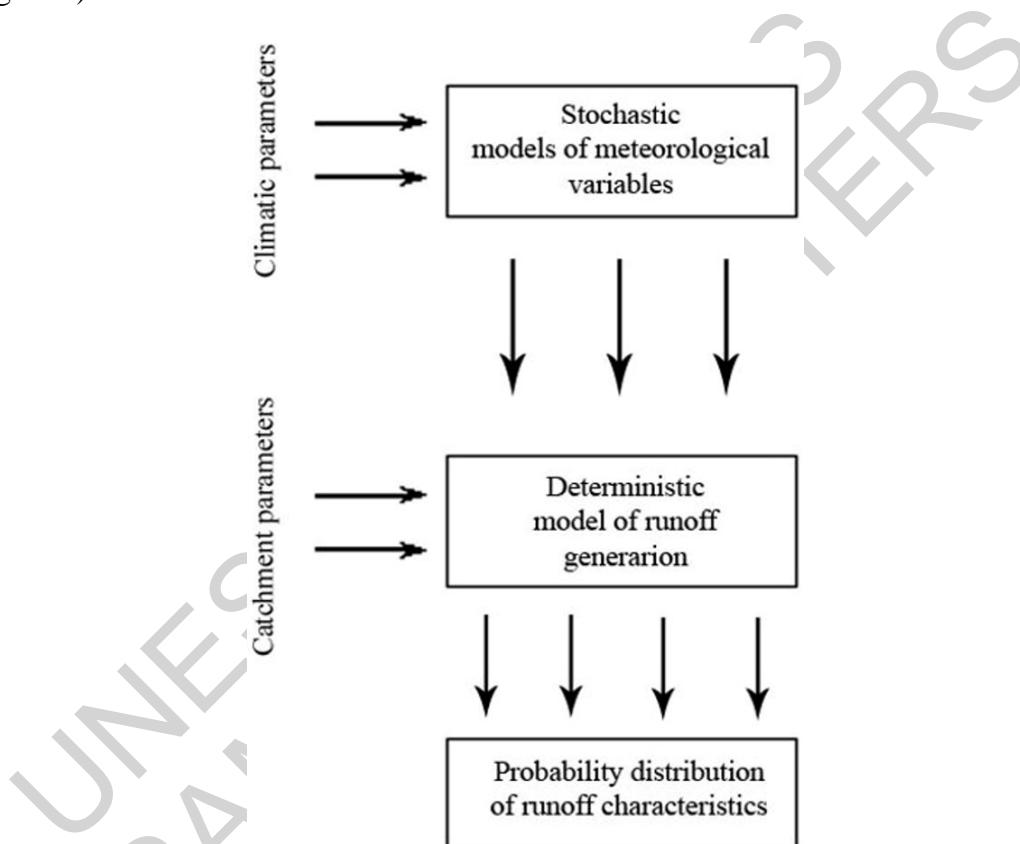 Climatic parameters
Stochastic
models of meteorological
variables
Catchment parameters
Deterministic
model of runoff
generarion
Probability distribution
of runoff characteristics